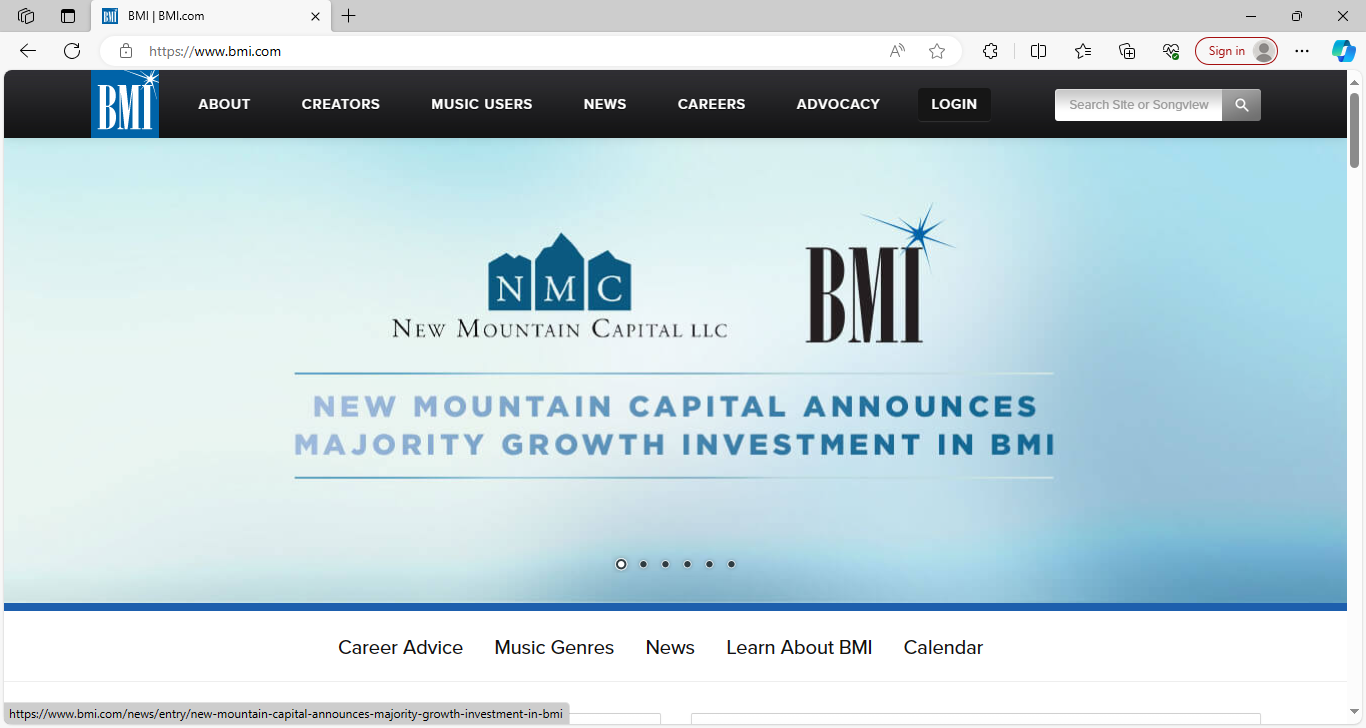 BMI | BMI.com
https://www.bmi.com
Sign in
BMI
ABOUT
CREATORS
MUSIC USERS
NEWS
CAREERS
ADVOCACY
LOGIN
Search Site or Songview
NMC
NEW MOUNTAIN CAPITAL LLC
BMI
NEW MOUNTAIN CAPITAL ANNOUNCES
MAJORITY GROWTH INVESTMENT IN BMI
Career Advice
Music Genres
News
Learn About BMI
Calendar
https://www.bmi.com/news/entry/new-mountain-capital-announces-majority-growth-investment-in-bmi